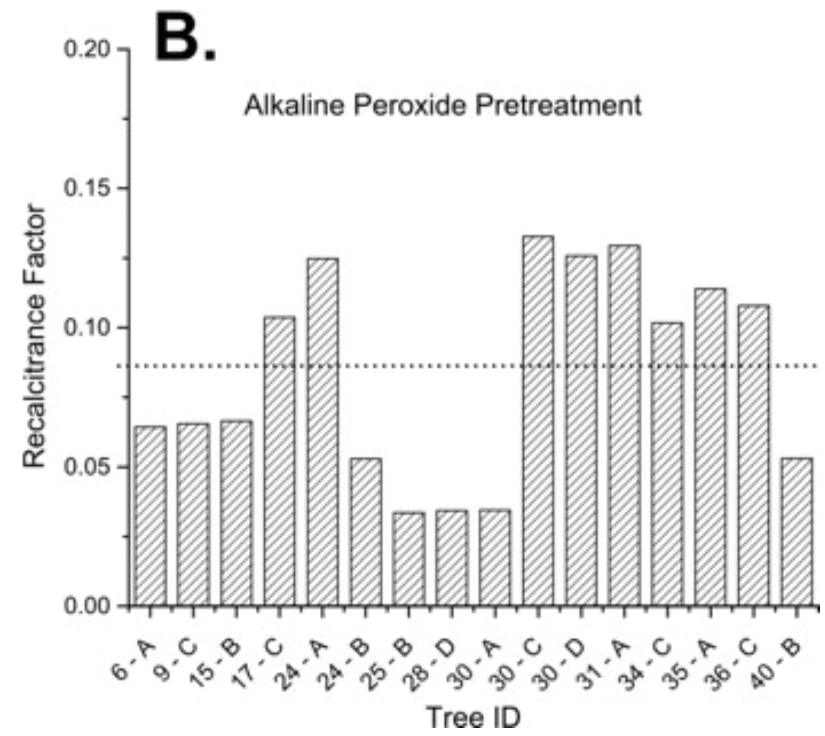 B.
Alkaline Peroxide Pretreatment
Recalcitrance Factor
0.20
0.15
0.10
0.05
0.00
6 - A
9 - C
15 - B
17 - C
24 - A
24 - B
25 - B
28 - D
30 - A
30 - C
30 - D
31 - A
34 - C
35 - A
36 - C
40 - B
Tree ID